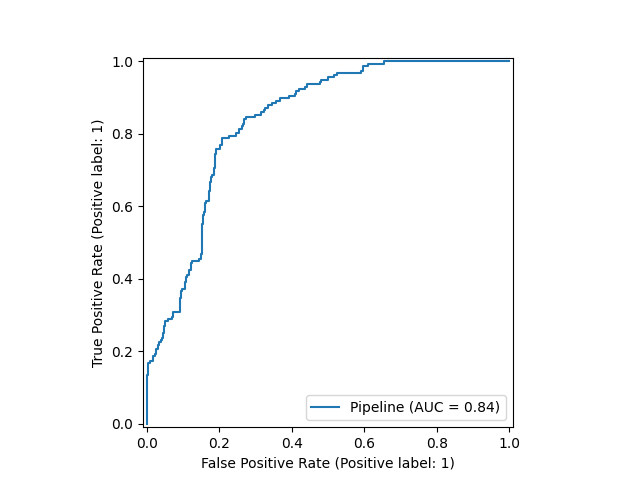 1.0
0.8
0.6
0.4
0.2
0.0
True Positive Rate (Positive label: 1)
Pipeline (AUC = 0.84)
0.0 0.2 0.4 0.6 0.8 1.0
False Positive Rate (Positive label: 1)